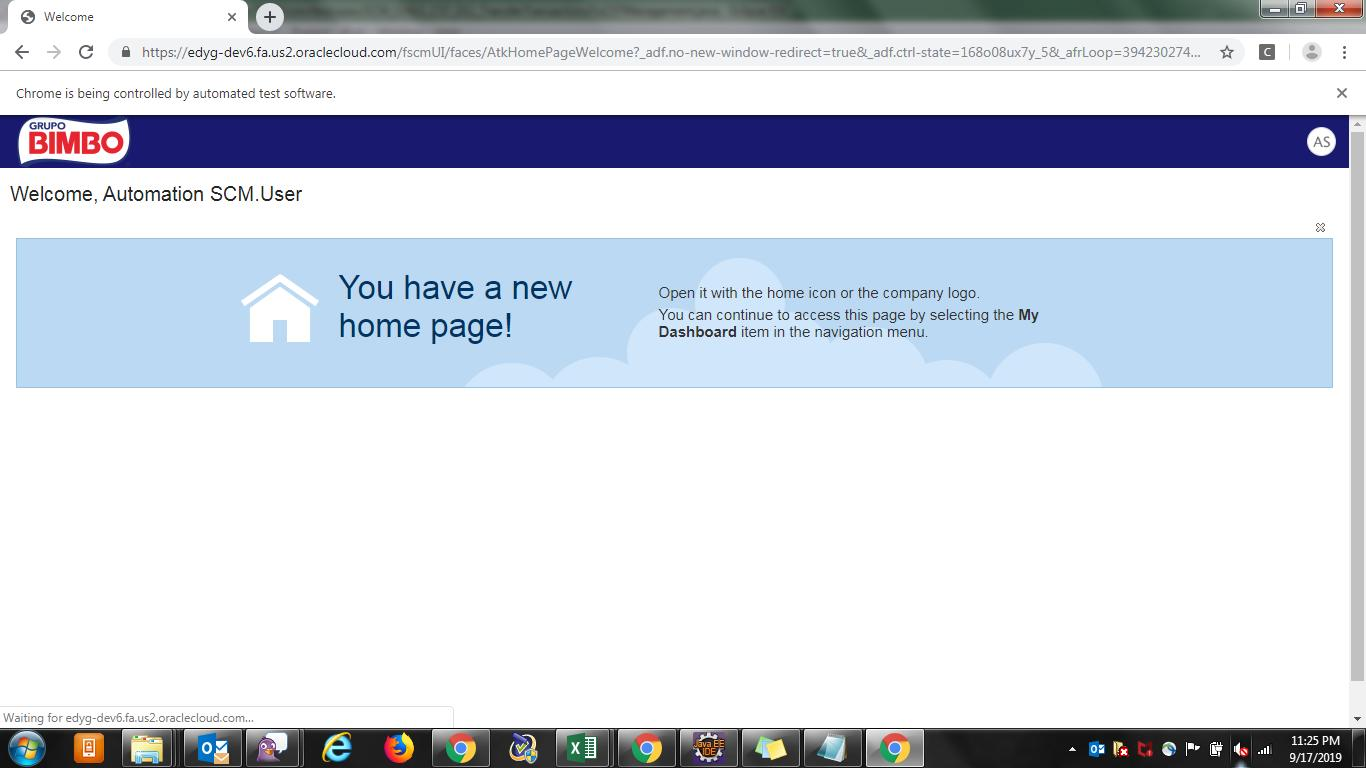 Welcome
https://edyg-dev6.fa.us2.oraclecloud.com/fscmUI/faces/AtkHomePageWelcome?_adf.no-new-window-redirect=true&_adf.ctrl-state=168o08ux7y_5&_afrLoop=394230274...
C
Chrome is being controlled by automated test software.
GRUPO
BIMBO
AS
Welcome, Automation SCM.User
You have a new
home page!
Open it with the home icon or the company logo.
You can continue to access this page by selecting the My
Dashboard item in the navigation menu.
Waiting for edyg-dev6.fa.us2.oraclecloud.com...
Java EE
IDE
11:25 PM
9/17/2019